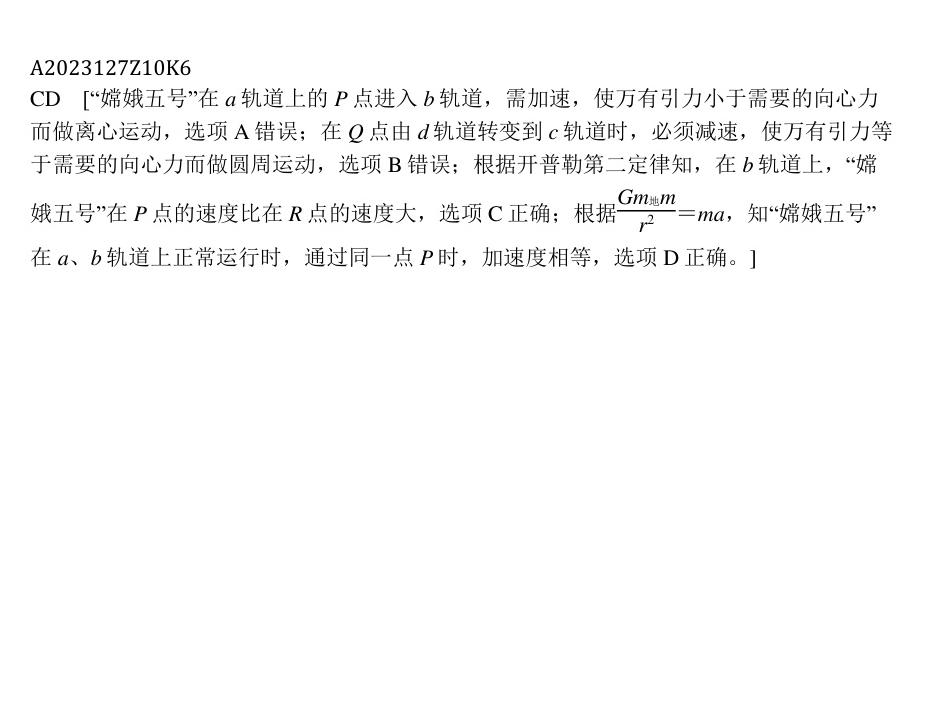 A2023127Z10K6
CD [“嫦娥五号”在 a 轨道上的 P 点进入 b 轨道，需加速，使万有引力小于需要的向心力
而做离心运动，选项 A 错误；在 Q 点由 d 轨道转变到 c 轨道时，必须减速，使万有引力等
于需要的向心力而做圆周运动，选项 B 错误；根据开普勒第二定律知，在 b 轨道上，“嫦
娥五号”在 P 点的速度比在 R 点的速度大，选项 C 正确；根据\frac{Gm_地m}{r^2}＝ma，知“嫦娥五号”
在 a、b 轨道上正常运行时，通过同一点 P 时，加速度相等，选项 D 正确。]